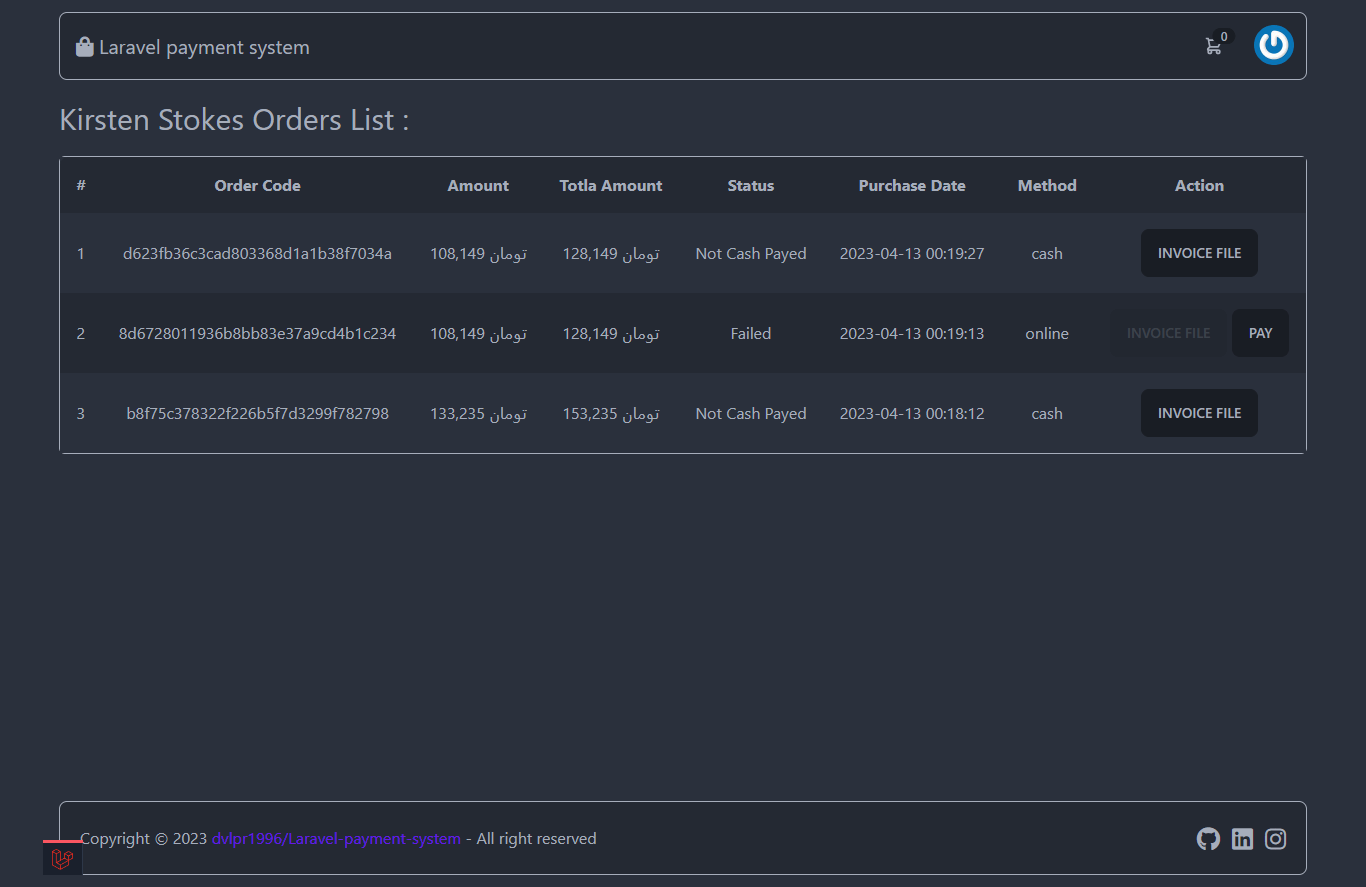 Laravel payment system 0
Kirsten Stokes Orders List :
# Order Code Amount Totla Amount Status Purchase Date Method Action
1 d623fb36c3cad803368d1a1b38f7034a 108,149 تومان 128,149 تومان Not Cash Payed 2023-04-13 00:19:27 cash INVOICE FILE
2 8d6728011936b8bb83e37a9cd4b1c234 108,149 تومان 128,149 تومان Failed 2023-04-13 00:19:13 online INVOICE FILE PAY
3 b8f75c378322f226b5f7d3299f782798 133,235 تومان 153,235 تومان Not Cash Payed 2023-04-13 00:18:12 cash INVOICE FILE
Copyright © 2023 dvlpr1996/Laravel-payment-system - All right reserved